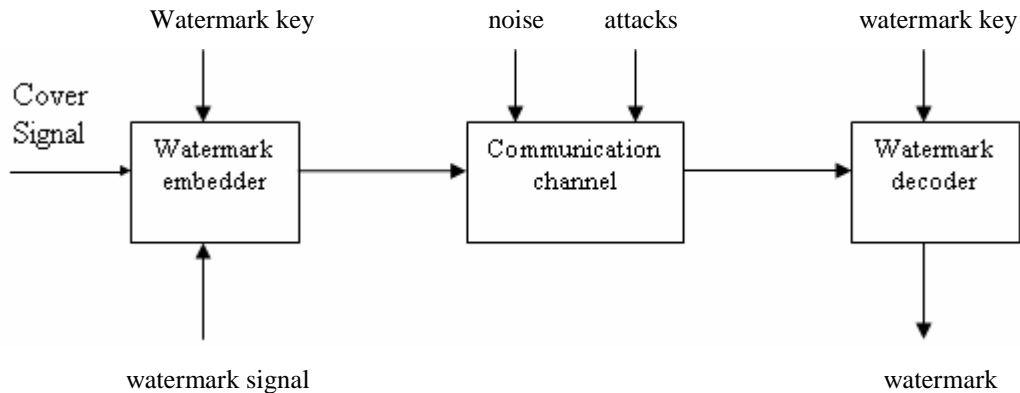 Watermark key
noise
attacks
watermark key
Cover
Signal
Watermark
embedder
Communication
channel
Watermark
decoder
watermark signal
watermark